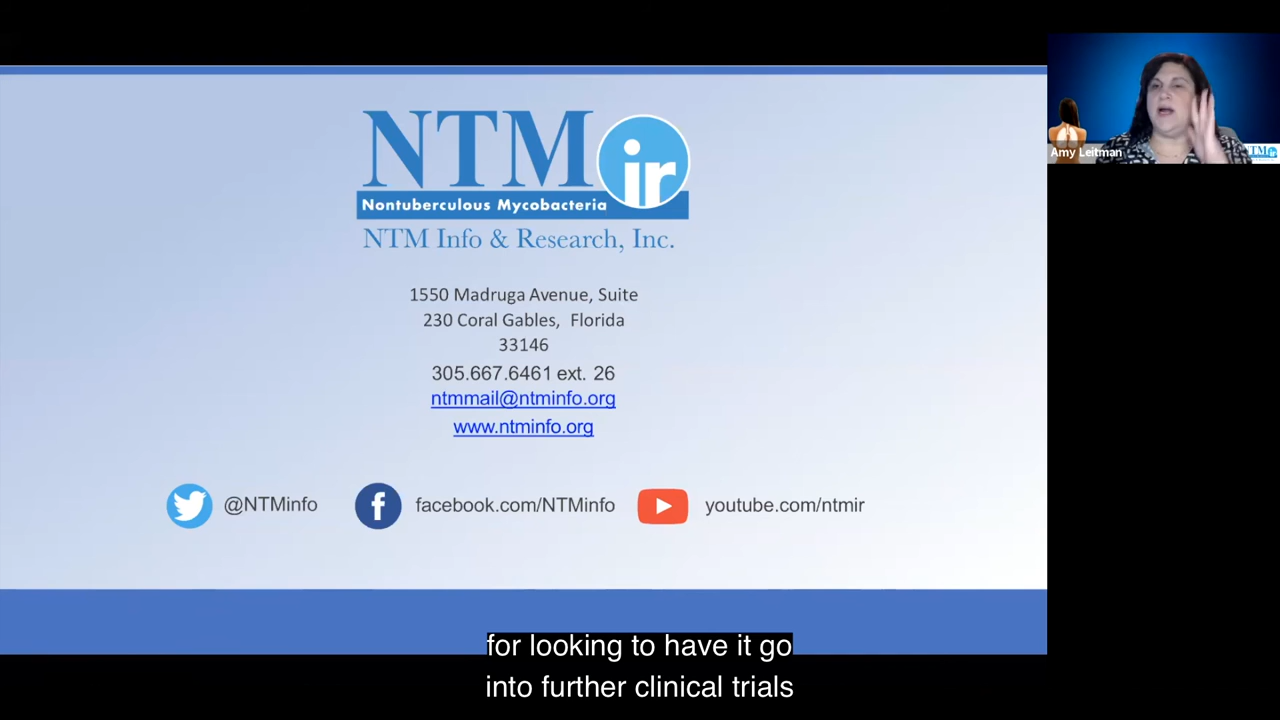 NTM ir
Nontuberculous Mycobacteria
NTM Info & Research, Inc.
1550 Madruga Avenue, Suite
230 Coral Gables, Florida
33146
305.667.6461 ext. 26
ntmmail@ntminfo.org
www.ntminfo.org
@NTMinfo
facebook.com/NTMinfo
youtube.com/ntmir
Amy Leitman
for looking to have it go
into further clinical trials